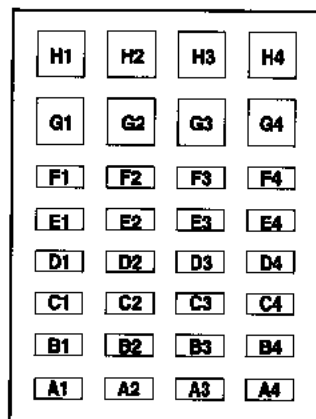 H1 H2 H3 H4
G1 G2 G3 G4
F1 F2 F3 F4
E1 E2 E3 E4
D1 D2 D3 D4
C1 C2 C3 C4
B1 B2 B3 B4
A1 A2 A3 A4